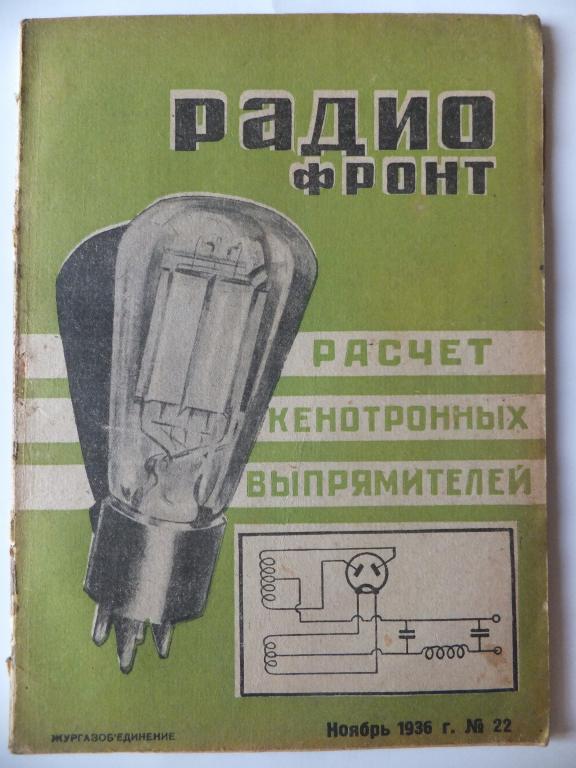 РАДИО
ФРОНТ
РАСЧЕТ
КЕНОТРОННЫХ
ВЫПРЯМИТЕЛЕЙ
ЖУРГАЗОБ'ЕДИНЕНИЕ
Ноябрь 1936 г. № 22